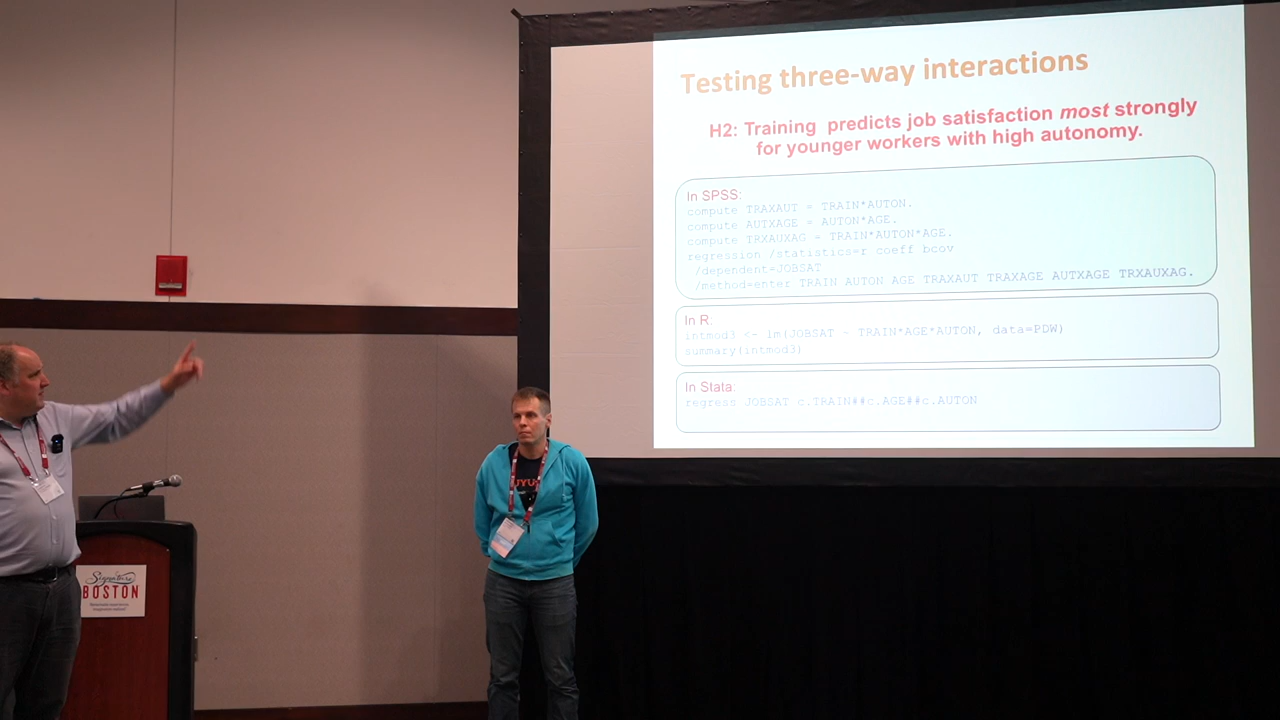 Testing three-way interactions
H2: Training predicts job satisfaction most strongly
for younger workers with high autonomy.
In SPSS:
compute TRAXAUT = TRAIN*AUTON.
compute AUTXAGE = AUTON*AGE.
compute TRXAUXAG = TRAIN*AUTON*AGE.
regression /statistics=r coeff bcov
/dependent=JOBSAT
/method=enter TRAIN AUTON AGE TRAXAUT TRAXAGE AUTXAGE TRXAUXAG.
In R:
intmod3 <- lm(JOBSAT ~ TRAIN*AGE*AUTON, data=PDW)
summary(intmod3)
In Stata:
regress JOBSAT c.TRAIN##c.AGE##c.AUTON
Signature
BOSTON